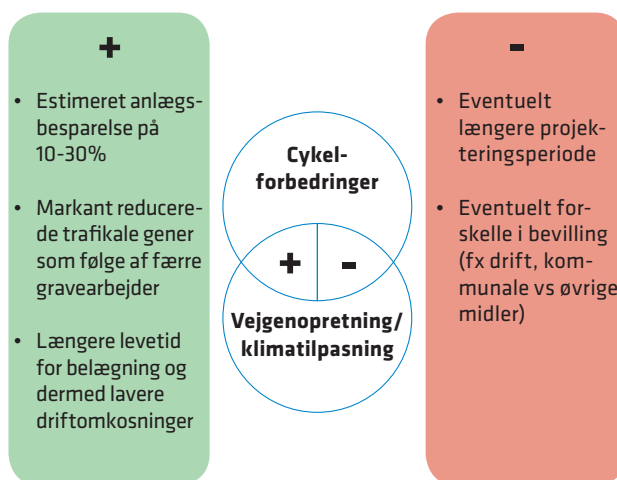 +
• Estimeret anlægs-
besparelse på
10-30%
• Markant reducere-
de trafikale gener
som følge af færre
gravearbejder
• Længere levetid
for belægning og
dermed lavere
driftomkosninger
Cykel-
forbedringer
+ -
Vejgenopretning/
klimatilpasning
-
• Eventuelt
længere projek-
teringsperiode
• Eventuelt for-
skelle i bevilling
(fx drift, kom-
munale vs øvrige
midler)